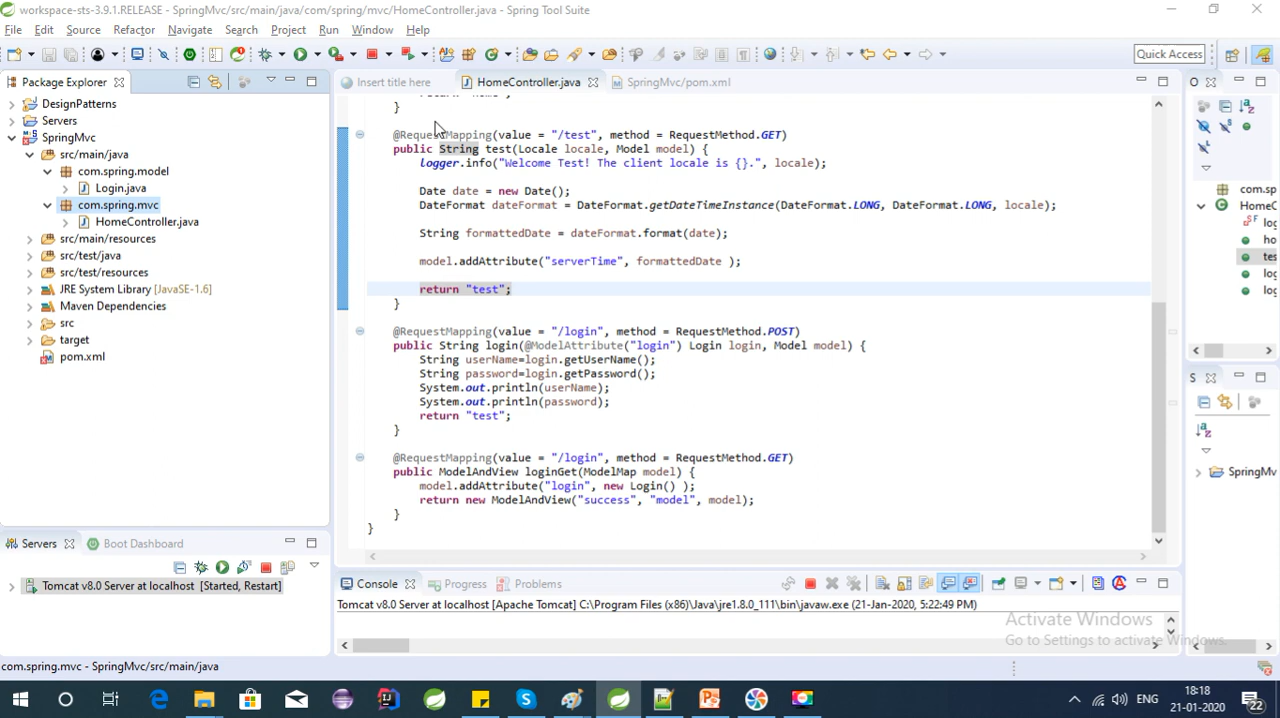 workspace-sts-3.9.1.RELEASE - SpringMvc/src/main/java/com/spring/mvc/HomeController.java - Spring Tool Suite
File Edit Source Refactor Navigate Search Project Run Window Help
Quick Access
Package Explorer
Insert title here
HomeController.java
SpringMvc/pom.xml
O
DesignPatterns
Servers
SpringMvc
src/main/java
com.spring.model
Login.java
com.spring.mvc
HomeController.java
src/main/resources
src/test/java
src/test/resources
JRE System Library [JavaSE-1.6]
Maven Dependencies
src
target
pom.xml
}
@RequestMapping(value = "/test", method = RequestMethod.GET)
public String test(Locale locale, Model model) {
logger.info("Welcome Test! The client locale is {}.", locale);
Date date = new Date();
DateFormat dateFormat = DateFormat.getDateTimeInstance(DateFormat.LONG, DateFormat.LONG, locale);
String formattedDate = dateFormat.format(date);
model.addAttribute("serverTime", formattedDate );
return "test";
}
@RequestMapping(value = "/login", method = RequestMethod.POST)
public String login(@ModelAttribute("login") Login login, Model model) {
String userName=login.getUserName();
String password=login.getPassword();
System.out.println(userName);
System.out.println(password);
return "test";
}
@RequestMapping(value = "/login", method = RequestMethod.GET)
public ModelAndView loginGet(ModelMap model) {
model.addAttribute("login", new Login() );
return new ModelAndView("success", "model", model);
}
}
com.sp
HomeC
log
ho
tes
log
log
S
SpringMv
Servers
Boot Dashboard
Tomcat v8.0 Server at localhost [Started, Restart]
Console
Progress
Problems
Tomcat v8.0 Server at localhost [Apache Tomcat] C:\Program Files (x86)\Java\jre1.8.0_111\bin\javaw.exe (21-Jan-2020, 5:22:49 PM)
Activate Windows
Go to Settings to activate Windows.
com.spring.mvc - SpringMvc/src/main/java
ENG
18:18
21-01-2020
22